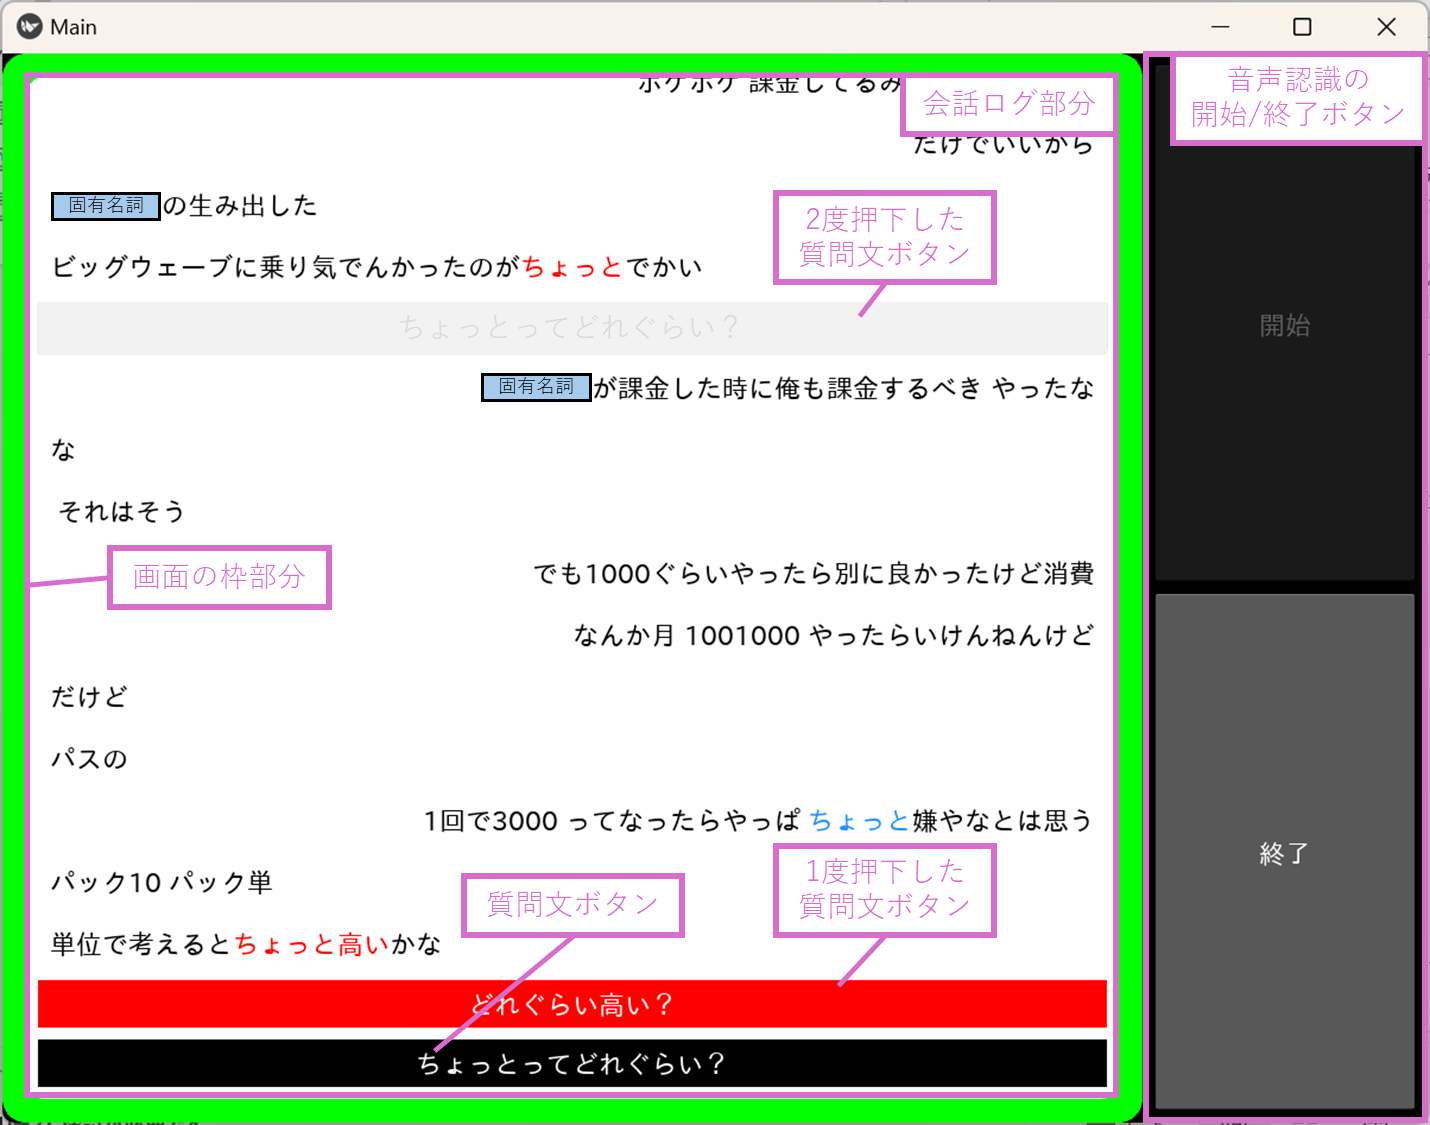 Main
ポケポケ 課金してるみ
会話ログ部分
音声認識の
開始/終了ボタン
だけでいいから
固有名詞の生み出した
2度押下した
質問文ボタン
ビッグウェーブに乗り気でんかったのがちょっとでかい
ちょっとってどれぐらい？
開始
固有名詞が課金した時に俺も課金するべき やったな
な
それはそう
画面の枠部分
でも1000ぐらいやったら別に良かったけど消費
なんか月 1001000 やったらいけんねんけど
だけど
パスの
1回で3000 ってなったらやっぱ ちょっと嫌やなとは思う
終了
パック10 パック単
1度押下した
質問文ボタン
質問文ボタン
単位で考えるとちょっと高いかな
どれぐらい高い？
ちょっとってどれぐらい？